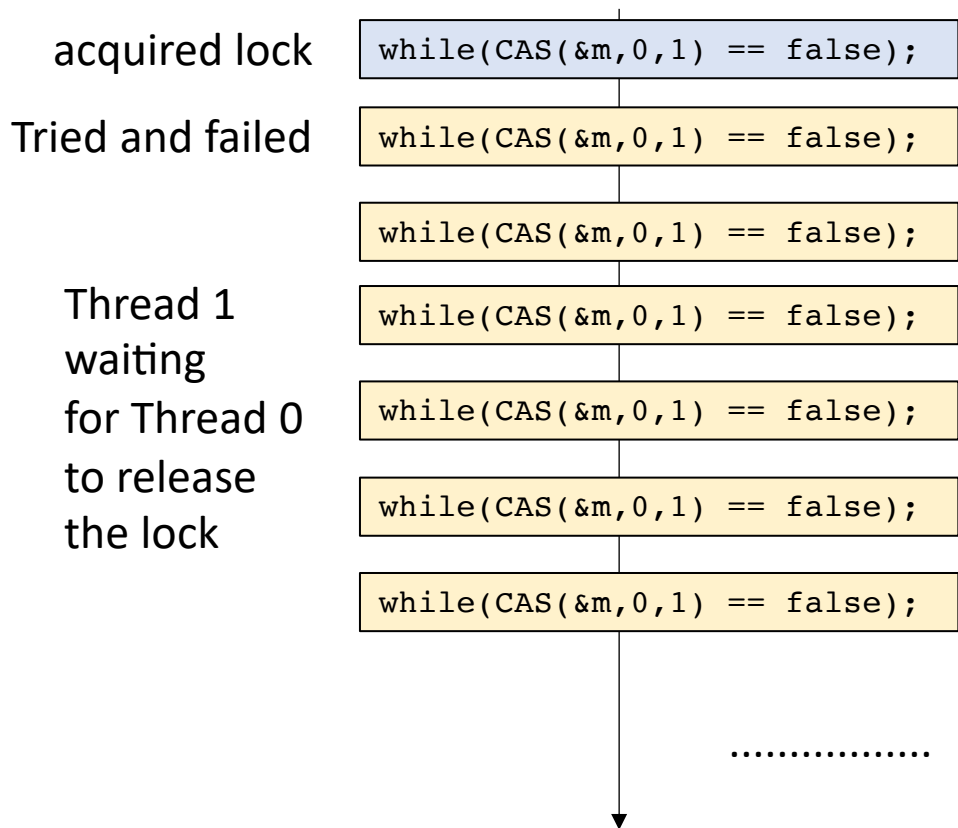 acquired lock
while(CAS(&m,0,1) == false);
Tried and failed
while(CAS(&m,0,1) == false);
while(CAS(&m,0,1) == false);
Thread 1
waiting
for Thread 0
to release
the lock
while(CAS(&m,0,1) == false);
while(CAS(&m,0,1) == false);
while(CAS(&m,0,1) == false);
while(CAS(&m,0,1) == false);
.................